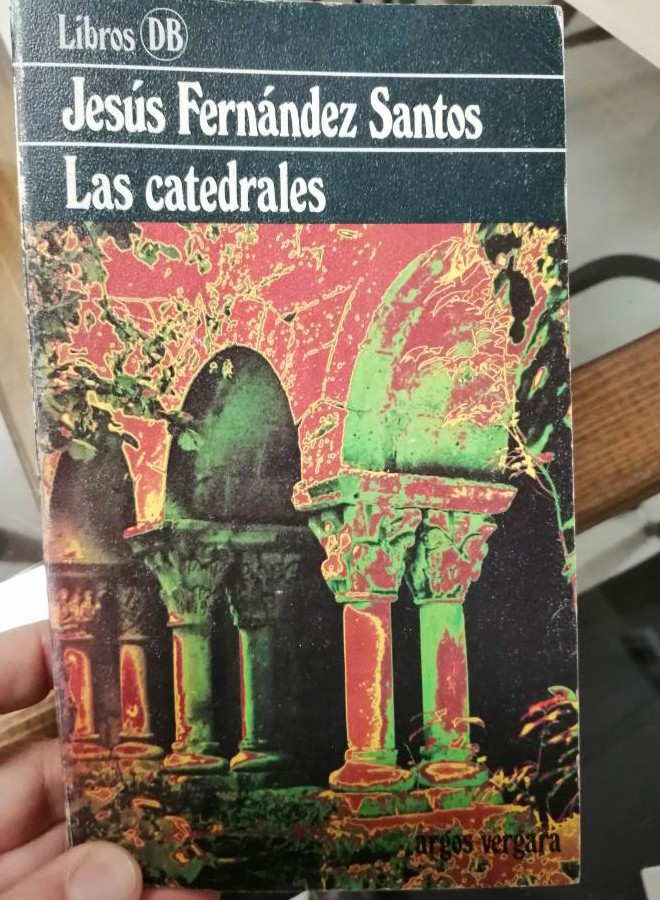 Libros DB
Jesús Fernández Santos
Las catedrales
argos vergara